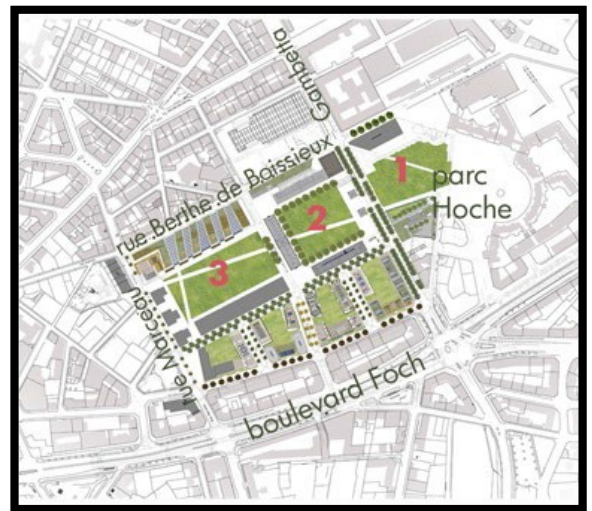 Gambetta
rue Berthe de Boissieux
1
parc
Hoche
2
3
rue Marceau
boulevard Foch